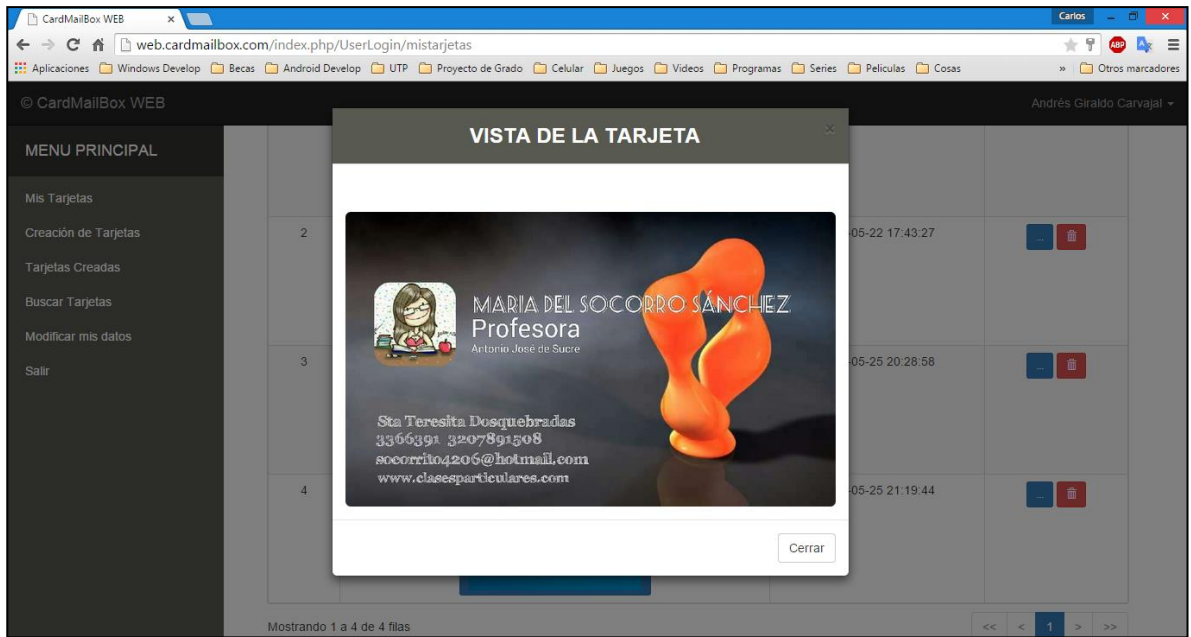 CardMailBox WEB
Carlos
web.cardmailbox.com/index.php/UserLogin/mistarjetas
ABP
Aplicaciones Windows Develop Becas Android Develop UTP Proyecto de Grado Celular Juegos Videos Programas Series Peliculas Cosas » Otros marcadores
© CardMailBox WEB
Andrés Giraldo Carvajal
MENU PRINCIPAL
Mis Tarjetas
Creación de Tarjetas
Tarjetas Creadas
Buscar Tarjetas
Modificar mis datos
Salir
VISTA DE LA TARJETA ×
MARIA DEL SOCORRO SÁNCHEZ
Profesora
Antonio José de Sucre
Sta Teresita Dosquebradas
3366391 3207891508
socorrito4206@hotmail.com
www.clasesparticulares.com
Cerrar
2 -05-22 17:43:27 ...
3 -05-25 20:28:58 ...
4 -05-25 21:19:44 ...
Mostrando 1 a 4 de 4 filas
<< < 1 > >>